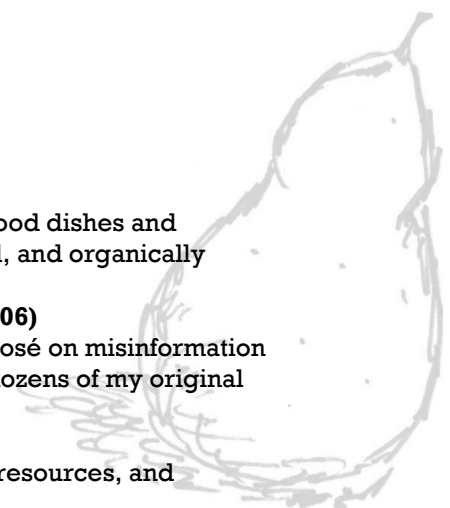 ood dishes and
, and organically
06)
osé on misinformation
ozens of my original
resources, and